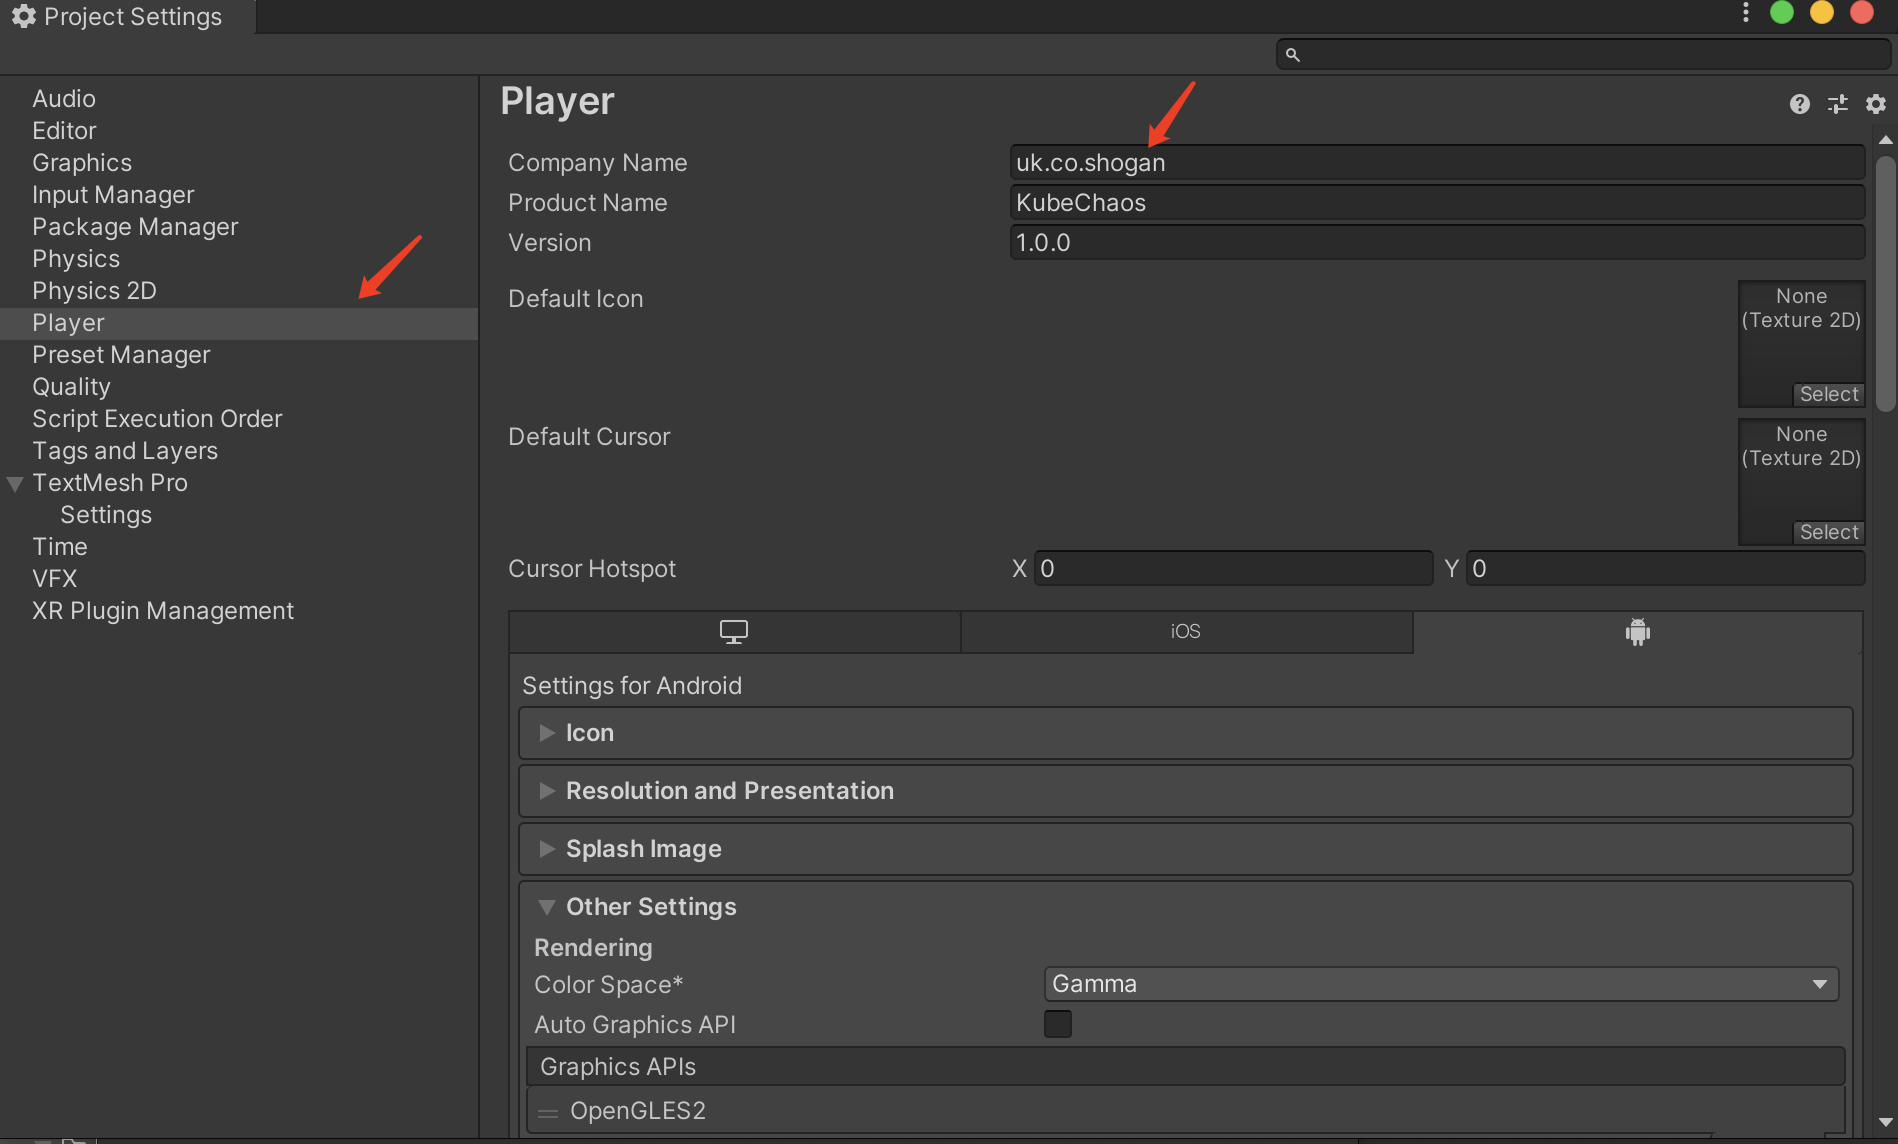 Project Settings
Audio
Editor
Graphics
Input Manager
Package Manager
Physics
Physics 2D
Player
Preset Manager
Quality
Script Execution Order
Tags and Layers
TextMesh Pro
Settings
Time
VFX
XR Plugin Management
Player
Company Name
uk.co.shogan
Product Name
KubeChaos
Version
1.0.0
Default Icon
None
(Texture 2D)
Select
Default Cursor
None
(Texture 2D)
Select
Cursor Hotspot
X 0
Y 0
iOS
Settings for Android
Icon
Resolution and Presentation
Splash Image
Other Settings
Rendering
Color Space*
Gamma
Auto Graphics API
Graphics APIs
OpenGLES2